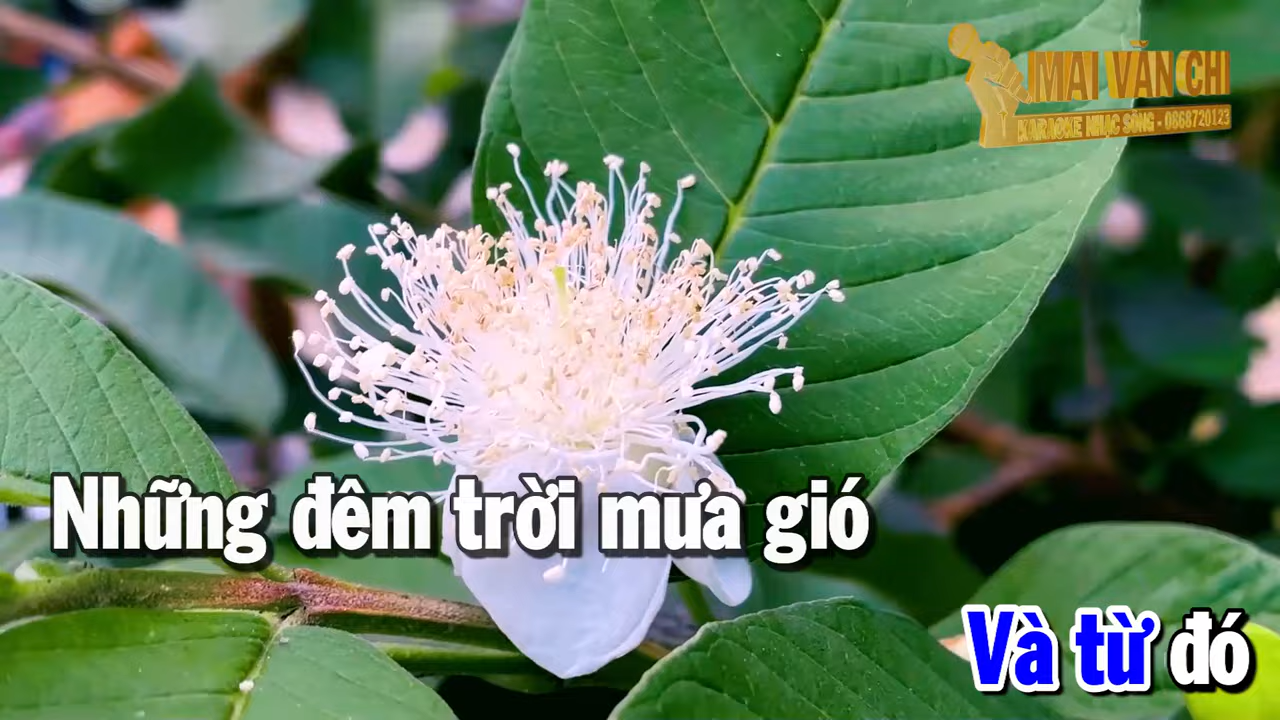 MAI VĂN CHI
KARAOKE NHẠC SỐNG - 0868720123
Những đêm trời mưa gió
Và từ đó